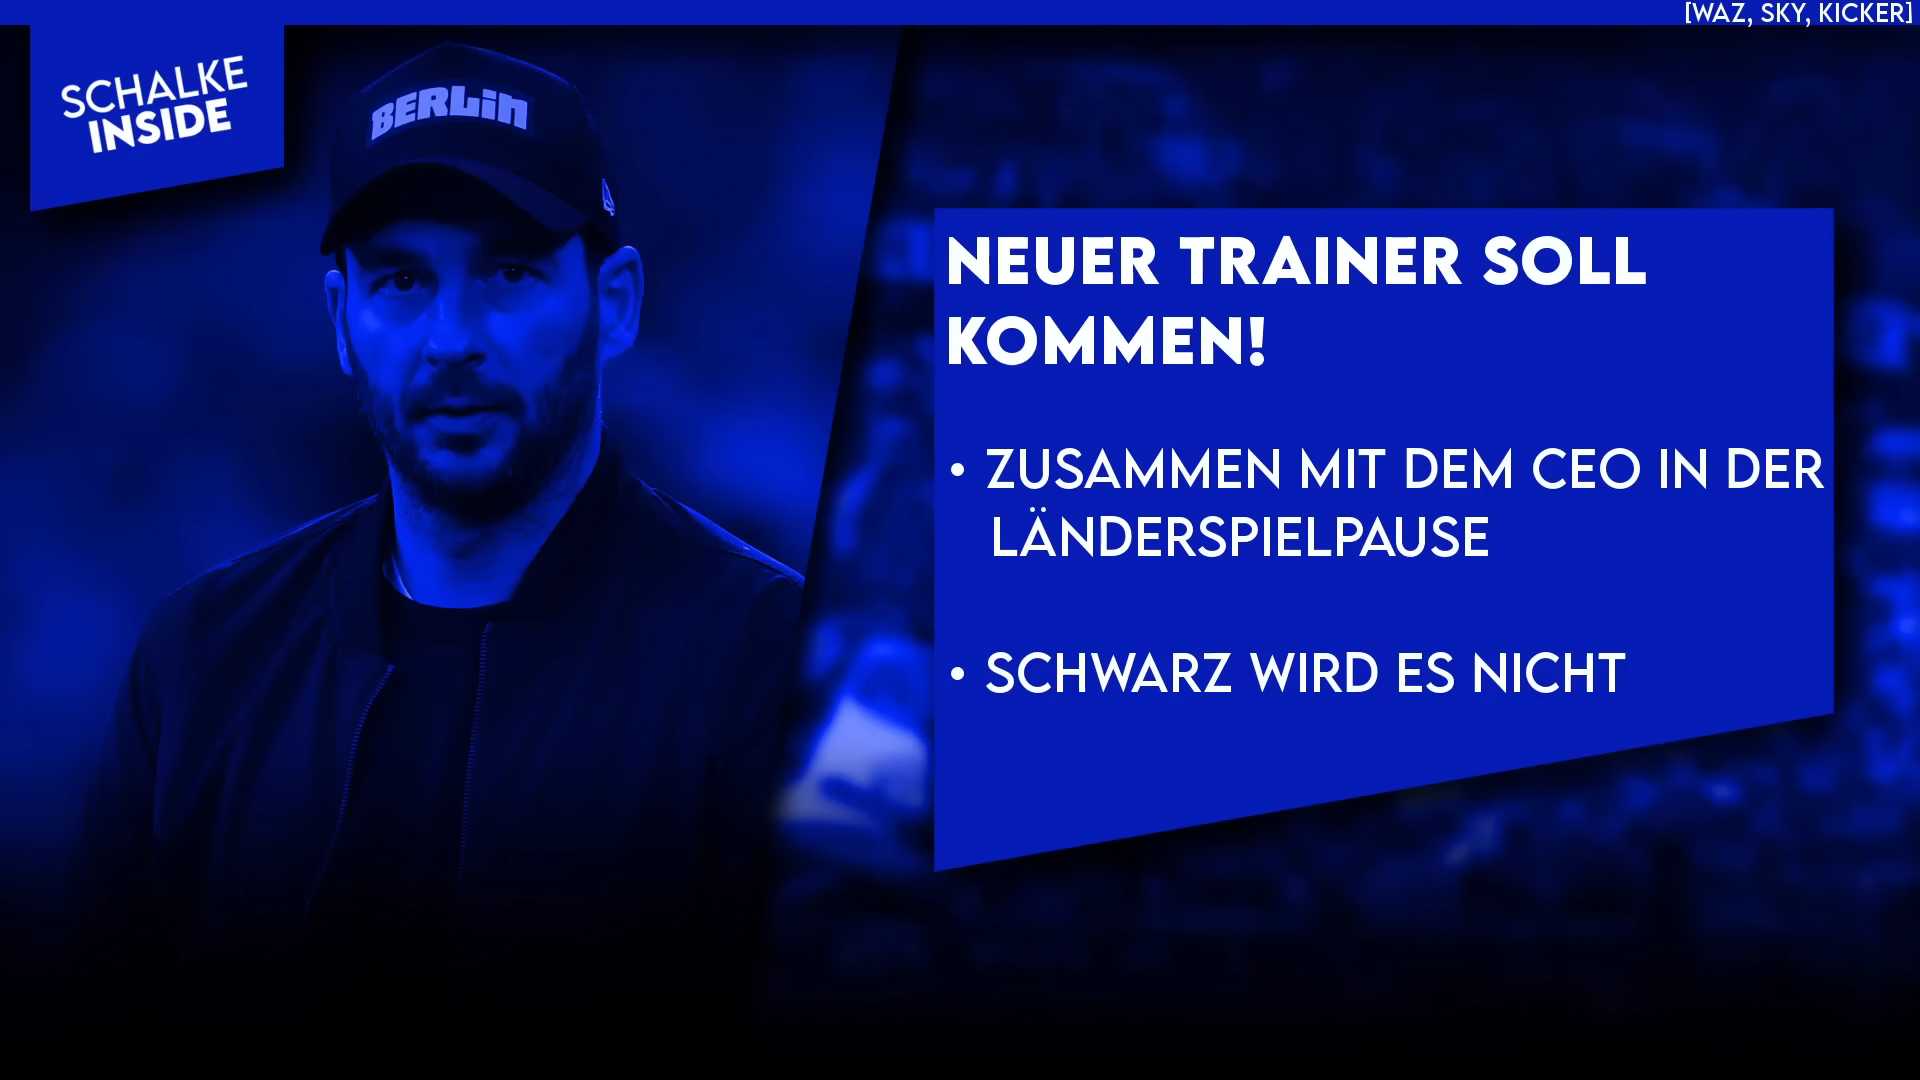 [WAZ, SKY, KICKER]
SCHALKE
INSIDE
BERLIN
NEUER TRAINER SOLL
KOMMEN!
• ZUSAMMEN MIT DEM CEO IN DER
LÄNDERSPIELPAUSE
• SCHWARZ WIRD ES NICHT